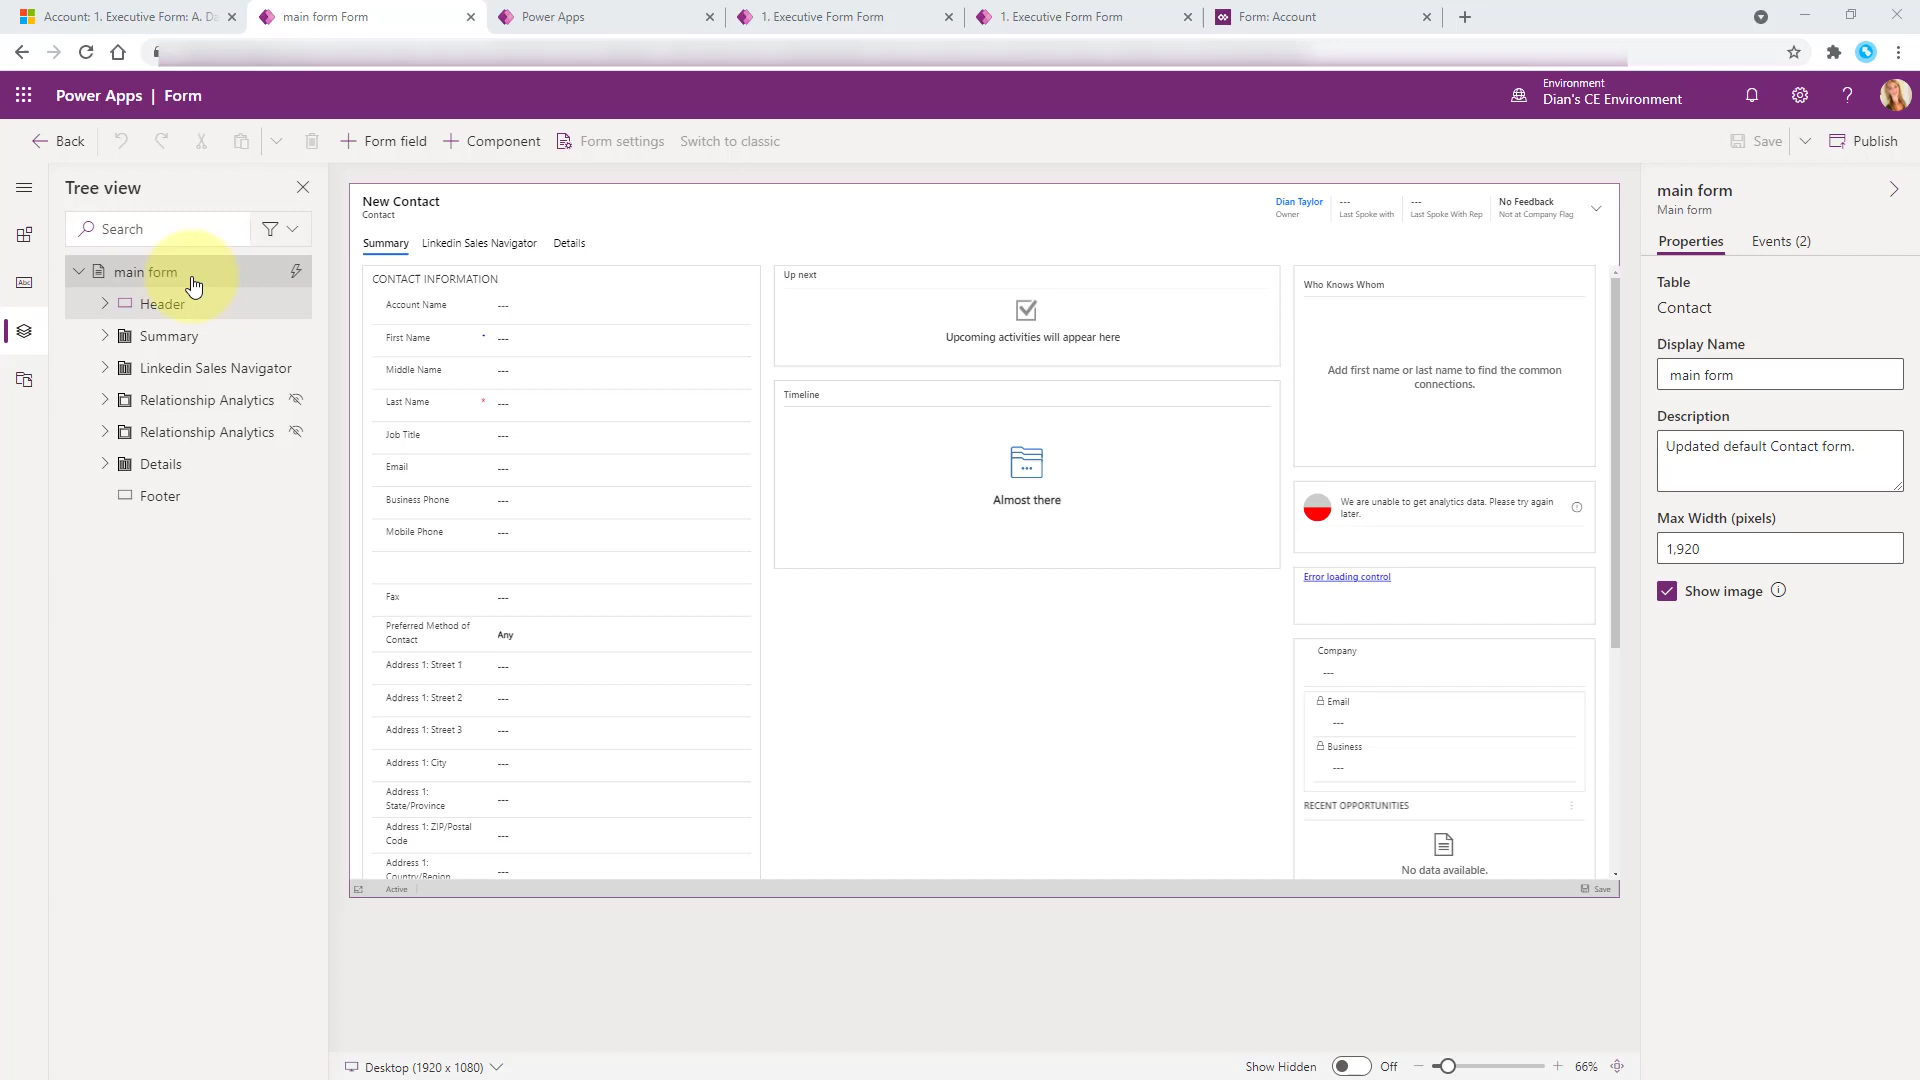 Account: 1. Executive Form: A. Da
main form Form
Power Apps
1. Executive Form Form
1. Executive Form Form
Form: Account
Power Apps | Form
Environment
Dian's CE Environment
Back
Form field
Component
Form settings
Switch to classic
Save
Publish
Tree view
Search
main form
Header
Summary
Linkedin Sales Navigator
Relationship Analytics
Relationship Analytics
Details
Footer
Abc
New Contact
Contact
Dian Taylor
Owner
---
Last Spoke with
---
Last Spoke With Rep
No Feedback
Not at Company Flag
Summary
Linkedin Sales Navigator
Details
CONTACT INFORMATION
Account Name ---
First Name * ---
Middle Name ---
Last Name * ---
Job Title ---
Email ---
Business Phone ---
Mobile Phone ---
Fax ---
Preferred Method of
Contact
Any
Address 1: Street 1 ---
Address 1: Street 2 ---
Address 1: Street 3 ---
Address 1: City ---
Address 1:
State/Province
---
Address 1: ZIP/Postal
Code
---
Address 1:
Country/Region
---
Up next
Upcoming activities will appear here
Timeline
Almost there
Who Knows Whom
Add first name or last name to find the common
connections.
We are unable to get analytics data. Please try again
later.
Error loading control
Company
---
Email
---
Business
---
RECENT OPPORTUNITIES
No data available.
Active
Save
main form
Main form
Properties
Events (2)
Table
Contact
Display Name
main form
Description
Updated default Contact form.
Max Width (pixels)
1,920
Show image
Desktop (1920 x 1080)
Show Hidden
Off
66%